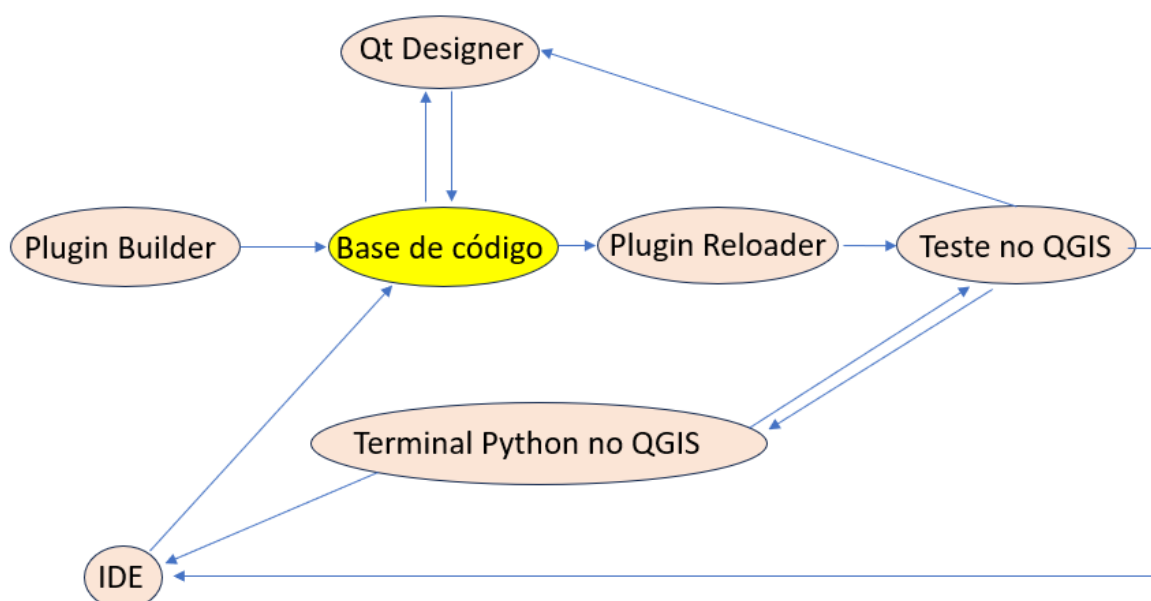 Qt Designer
Plugin Builder
Base de código
Plugin Reloader
Teste no QGIS
Terminal Python no QGIS
IDE